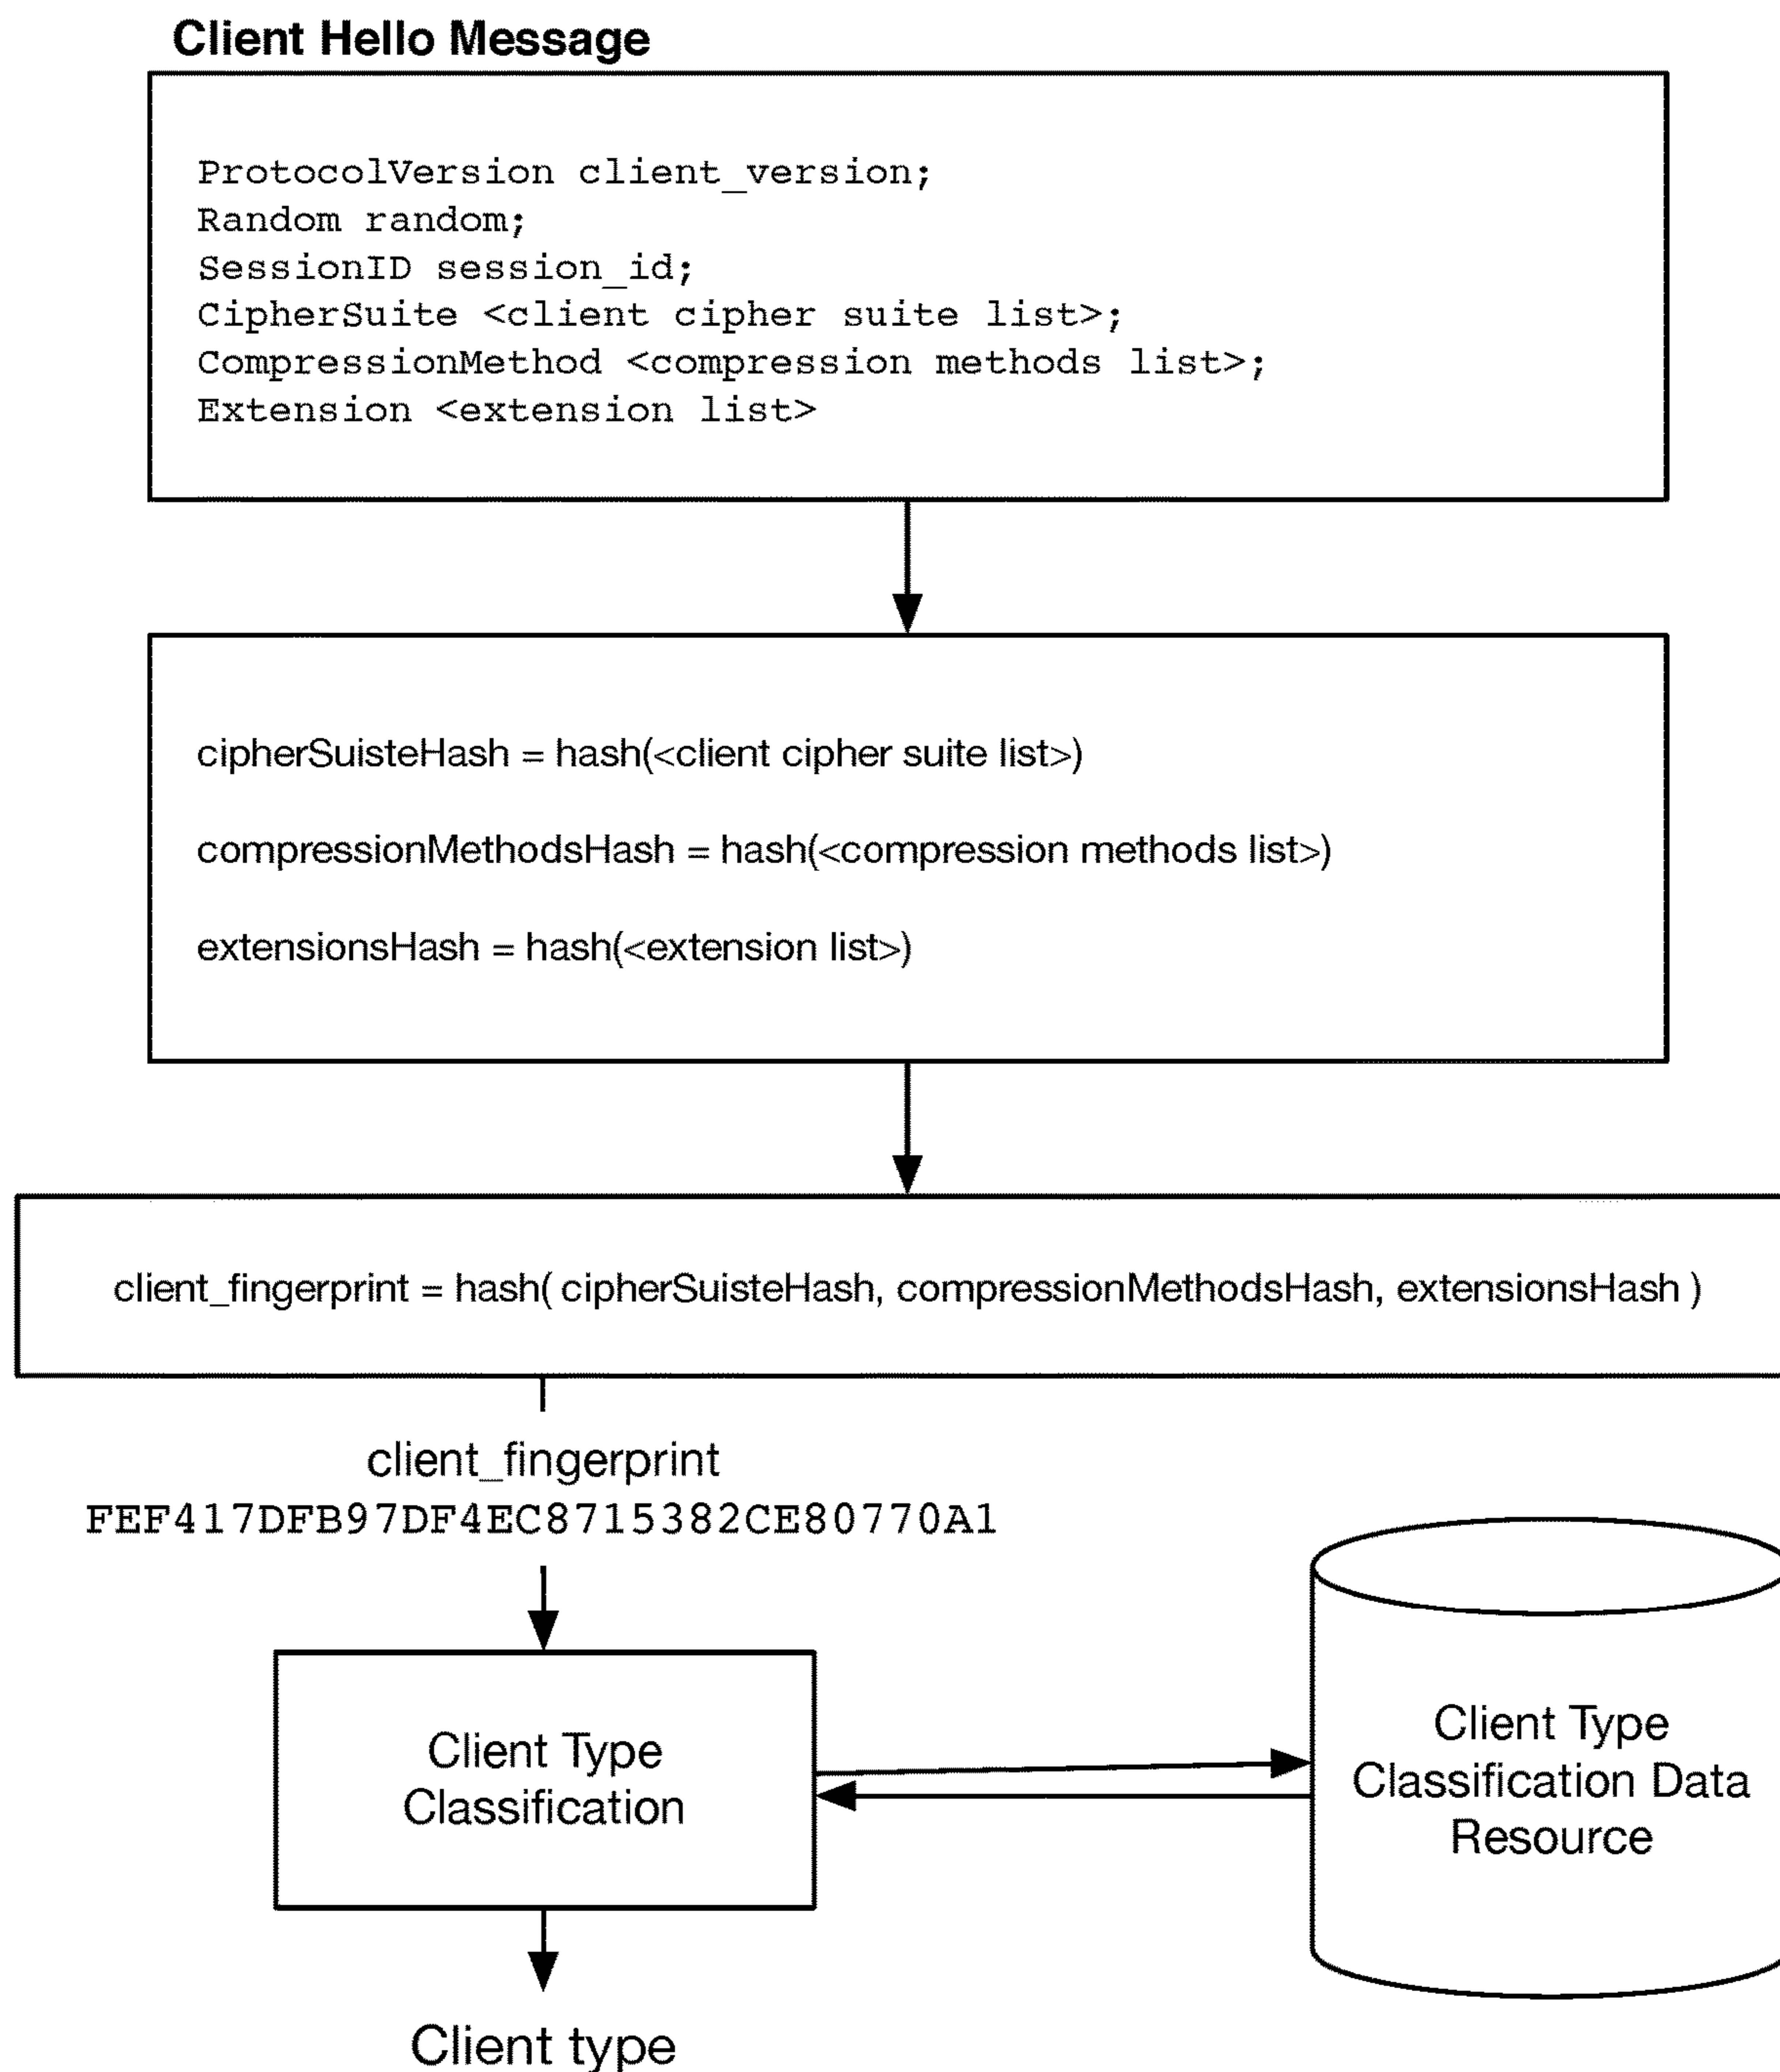 Client Hello Message
ProtocolVersion client_version;
Random random;
SessionID session_id;
CipherSuite <client cipher suite list>;
CompressionMethod <compression methods list>;
Extension <extension list>
cipherSuisteHash = hash(<client cipher suite list>)
compressionMethodsHash = hash(<compression methods list>)
extensionsHash = hash(<extension list>)
client_fingerprint = hash( cipherSuisteHash, compressionMethodsHash, extensionsHash )
client_fingerprint
FEF417DFB97DF4EC8715382CE80770A1
Client Type
Classification
Client Type
Classification Data
Resource
Client type